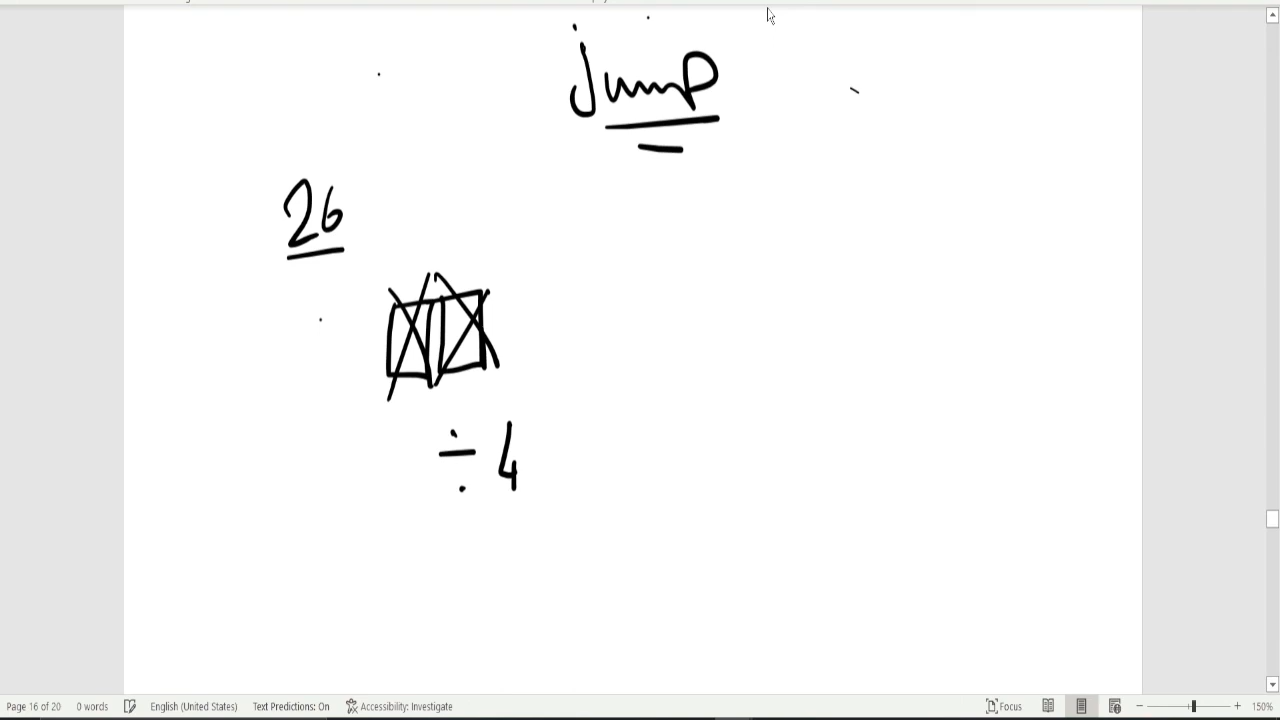 jump
26
÷ 4
Page 16 of 20 0 words English (United States) Text Predictions: On Accessibility: Investigate Focus 150%